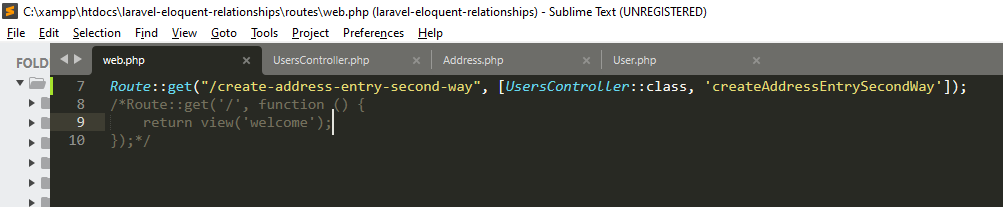 C:\xampp\htdocs\laravel-eloquent-relationships\routes\web.php (laravel-eloquent-relationships) - Sublime Text (UNREGISTERED)
File Edit Selection Find View Goto Tools Project Preferences Help
FOLD web.php × UsersController.php × Address.php × User.php ×
7 Route::get("/create-address-entry-second-way", [UsersController::class, 'createAddressEntrySecondWay']);
8 /*Route::get('/', function () {
9 return view('welcome');
10 });*/